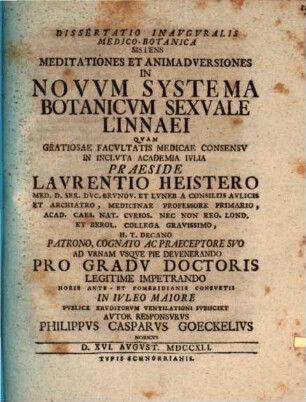 DISSERTATIO INAVGVRALIS
MEDICO-BOTANICA
SISTENS
MEDITATIONES ET ANIMADVERSIONES
IN
NOVVM SYSTEMA
BOTANICVM SEXVALE
LINNAEI
QVAM
GRATIOSAE FACVLTATIS MEDICAE CONSENSV
IN INCLVTA ACADEMIA IVLIA
PRAESIDE
LAVRENTIO HEISTERO
MED. D. SER. DVC. BRVNOV. ET LVNEB A CONSILIIS AVLICIS
ET ARCHIATRO, MEDICINAE PROFESSORE PRIMARIO,
ACAD. CAES. NAT. CVRIOS. NEC NON REG. LOND.
ET BEROL. COLLEGA GRAVISSIMO,
H. T. DECANO
PATRONO, COGNATO AC PRAECEPTORE SVO
AD VRNAM VSQVE PIE DEVENERANDO
PRO GRADV DOCTORIS
LEGITIME IMPETRANDO
HORIS ANTE- ET POMERIDIANIS CONSVETIS
IN IVLEO MAIORE
PVBLICE ERVDITORVM VENTILATIONI SVBIICIET
AVTOR RESPONSVRVS
PHILIPPVS CASPARVS GOECKELIVS
NORICVS
D. XVI. AVGVST. MDCCXLI.
TYPIS SCHNORRIANIS.